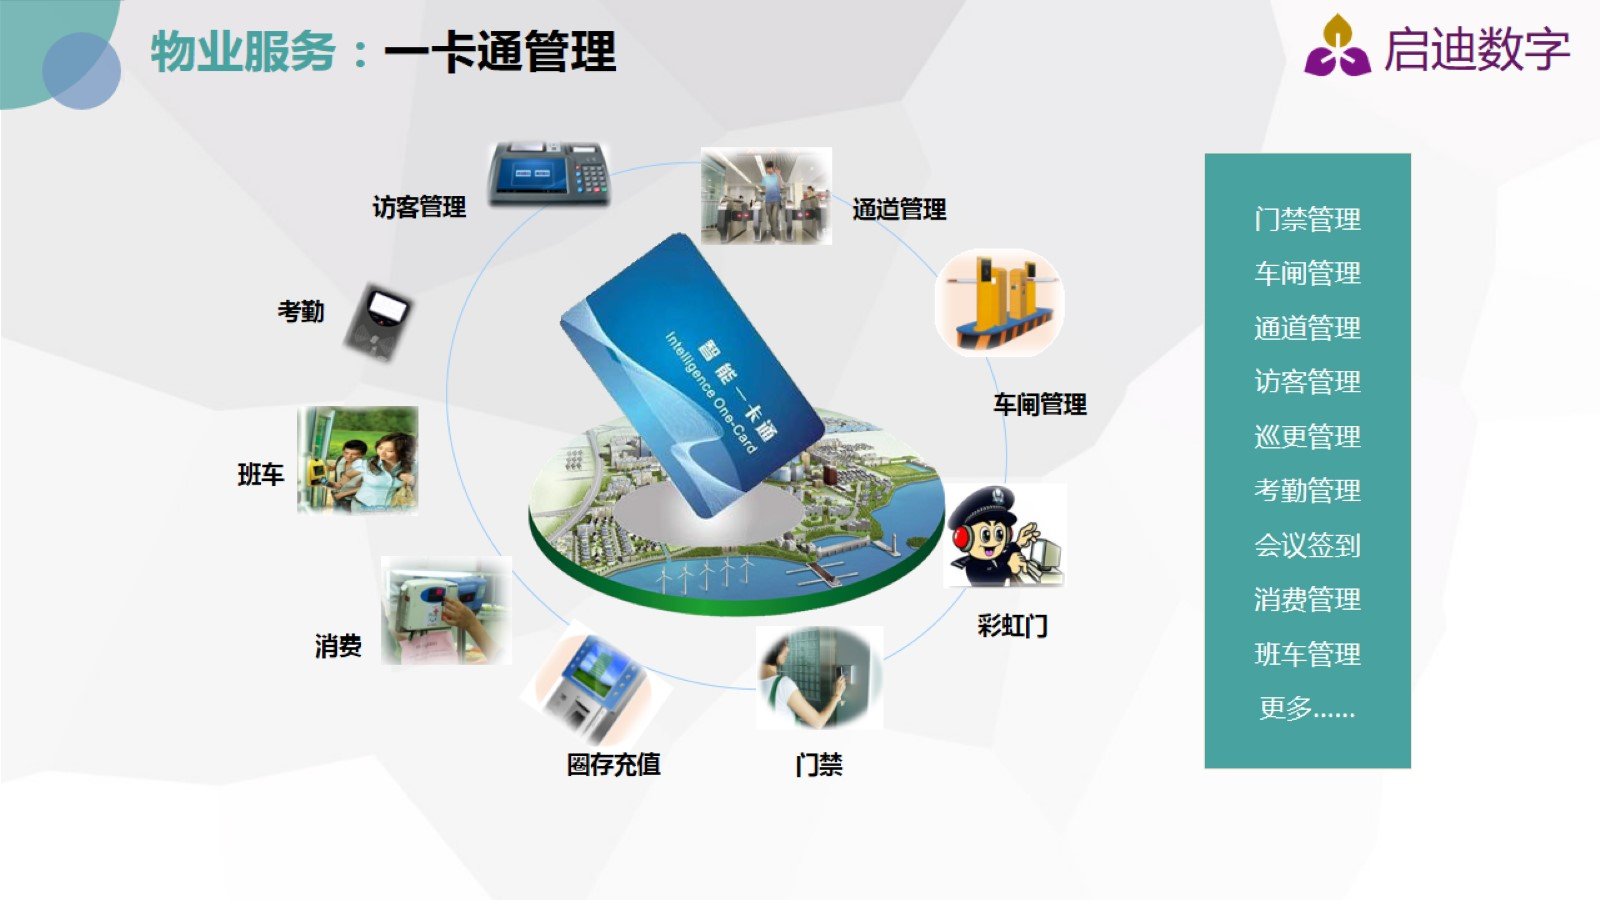 物业服务：一卡通管理
启迪数字
访客管理
通道管理
考勤
车闸管理
班车
消费
彩虹门
圈存充值
门禁
智能一卡通
Intelligence One-Card
门禁管理
车闸管理
通道管理
访客管理
巡更管理
考勤管理
会议签到
消费管理
班车管理
更多......